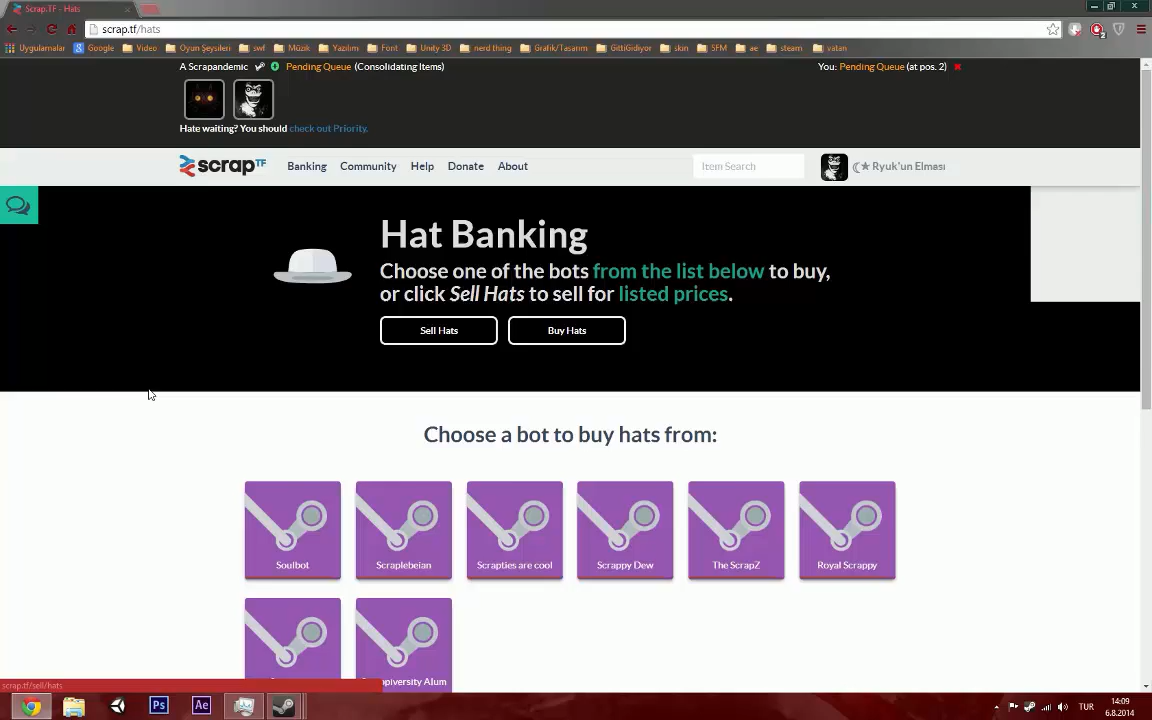 Scrap.TF - Hats
scrap.tf/hats
Uygulamalar Google Video Oyun Şeysileri swf Müzik Yazılım Font Unity 3D nerd thing Grafik/Tasarım GittiGidiyor skin SFM ae steam vatan
A Scrapandemic Pending Queue (Consolidating Items) You: Pending Queue (at pos. 2)
Hate waiting? You should check out Priority.
scrap TF Banking Community Help Donate About Item Search Ryuk'un Elması
Hat Banking
Choose one of the bots from the list below to buy,
or click Sell Hats to sell for listed prices.
Sell Hats Buy Hats
Choose a bot to buy hats from:
Soulbot Scraplebeian Scrapties are cool Scrappy Dew The ScrapZ Royal Scrappy
Alum
scrap.tf/sell/hats
Ps Ae TUR 14:09
6.8.2014